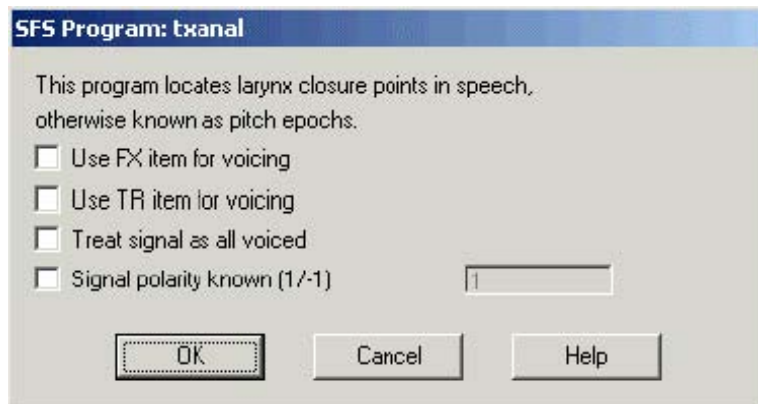 SFS Program: txanal
This program locates larynx closure points in speech,
otherwise known as pitch epochs.
Use FX item for voicing
Use TR item for voicing
Treat signal as all voiced
Signal polarity known (1/-1) 1
OK Cancel Help